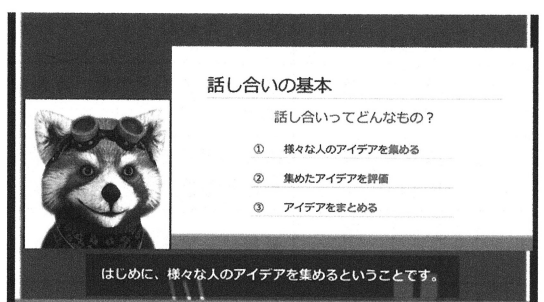 話し合いの基本
話し合いってどんなもの？
① 様々な人のアイデアを集める
② 集めたアイデアを評価
③ アイデアをまとめる
はじめに、様々な人のアイデアを集めるということです。